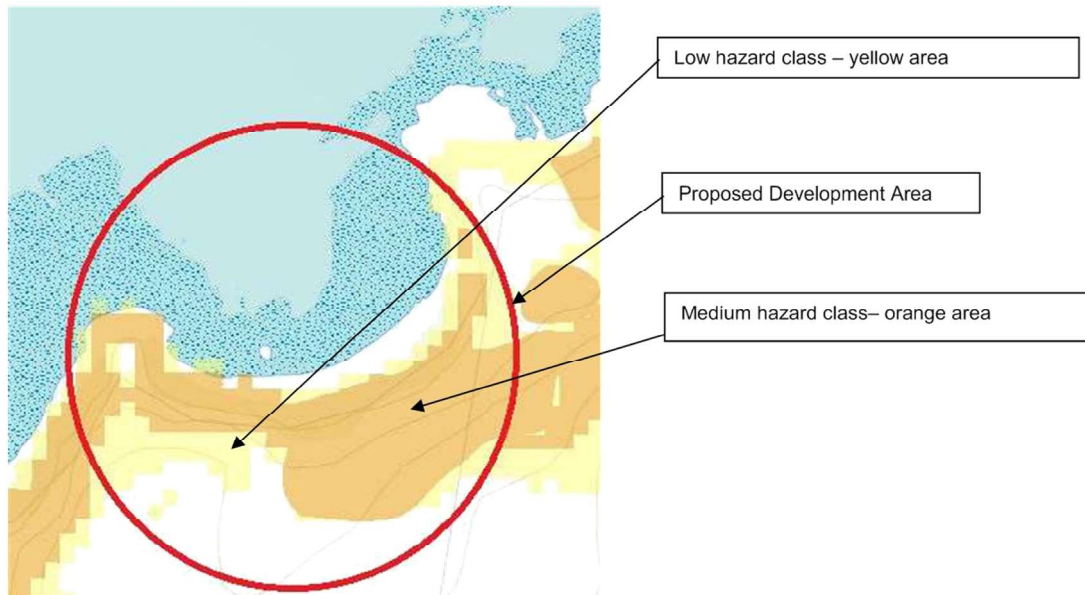 Low hazard class – yellow area
Proposed Development Area
Medium hazard class– orange area